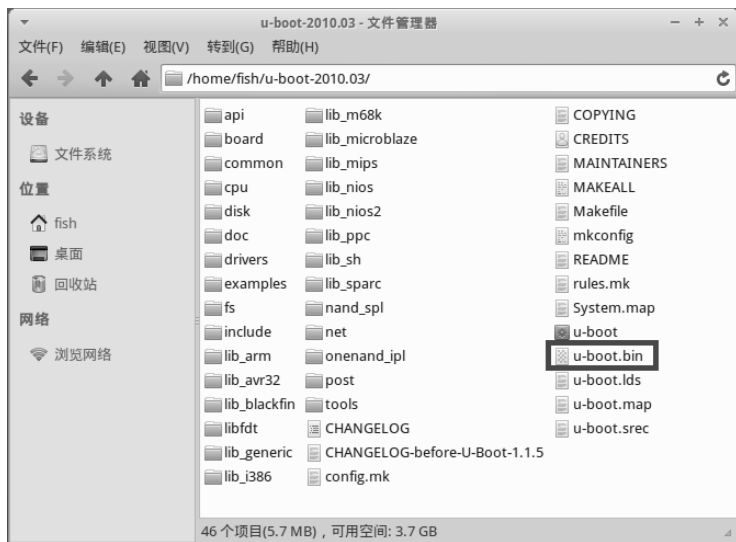 u-boot-2010.03 - 文件管理器
文件(F) 编辑(E) 视图(V) 转到(G) 帮助(H)
/home/fish/u-boot-2010.03/
设备
文件系统
位置
fish
桌面
回收站
网络
浏览网络
api
board
common
cpu
disk
doc
drivers
examples
fs
include
lib_arm
lib_avr32
lib_blackfin
libfdt
lib_generic
lib_i386
lib_m68k
lib_microblaze
lib_mips
lib_nios
lib_nios2
lib_ppc
lib_sh
lib_sparc
nand_spl
net
onenand_ipl
post
tools
CHANGELOG
CHANGELOG-before-U-Boot-1.1.5
config.mk
COPYING
CREDITS
MAINTAINERS
MAKEALL
Makefile
mkconfig
README
rules.mk
System.map
u-boot
u-boot.bin
u-boot.lds
u-boot.map
u-boot.srec
46 个项目(5.7 MB) , 可用空间: 3.7 GB